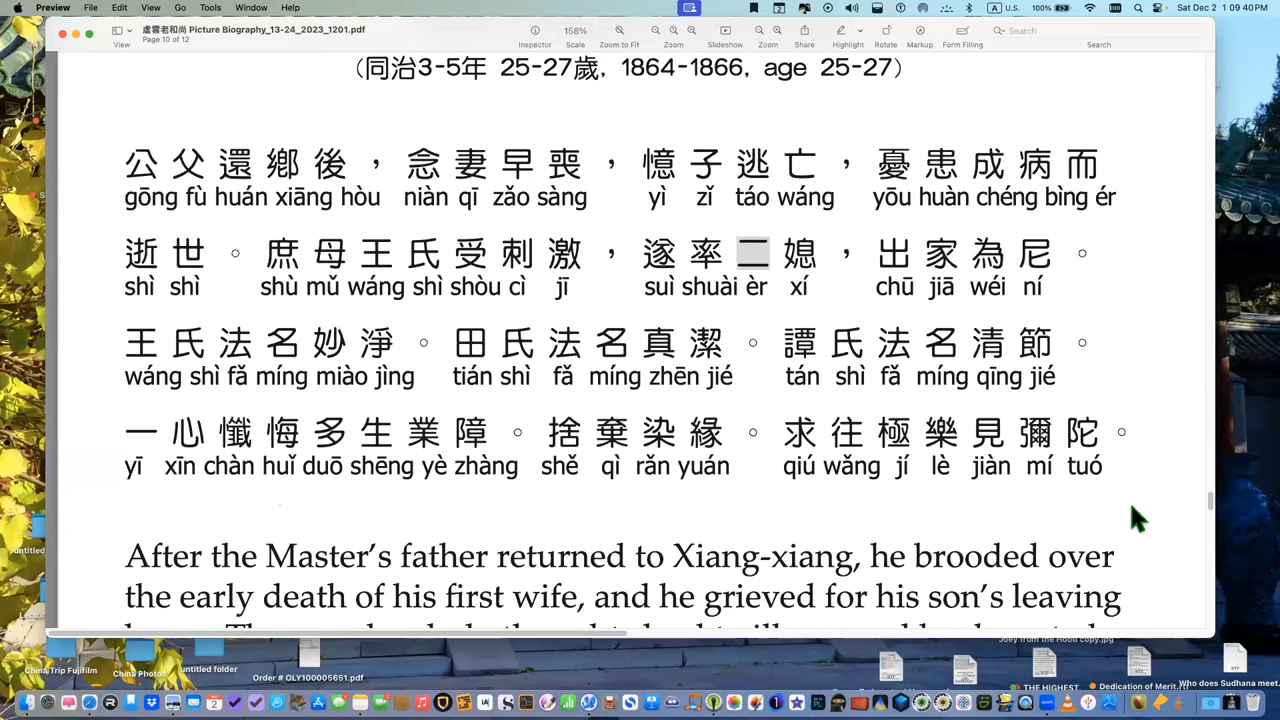 Preview File Edit View Go Tools Window Help
100% A U.S. 100% Sat Dec 2 1 09 40 PM
虛雲老和尚 Picture Biography_13-24_2023_1201.pdf
Page 10 of 12
View Inspector Scale Zoom to Fit Zoom Slideshow Zoom Share Highlight Rotate Markup Form Filling Search
158%
Search
(同治3-5年 25-27歲, 1864-1866, age 25-27)
公父還鄉後，念妻早喪，憶子逃亡，憂患成病而
gōng fù huán xiāng hòu niàn qī zǎo sàng yì zǐ táo wáng yōu huàn chéng bìng ér
逝世。庶母王氏受刺激，遂率二媳，出家為尼。
shì shì shù mǔ wáng shì shòu cì jī suì shuài èr xí chū jiā wéi ní
王氏法名妙淨。田氏法名真潔。譚氏法名清節。
wáng shì fǎ míng miào jìng tián shì fǎ míng zhēn jié tán shì fǎ míng qīng jié
一心懺悔多生業障。捨棄染緣。求往極樂見彌陀。
yī xīn chàn huǐ duō shēng yè zhàng shě qì rǎn yuán qiú wǎng jí lè jiàn mí tuó
After the Master's father returned to Xiang-xiang, he brooded over
the early death of his first wife, and he grieved for his son's leaving
untitled
China Trip Fujifilm
China Photos
untitled folder
Order # OLY100005651.pdf
Joey from the Hood copy.jpg
THE HIGHEST
Dedication of Merit.
Who does Sudhana meet.